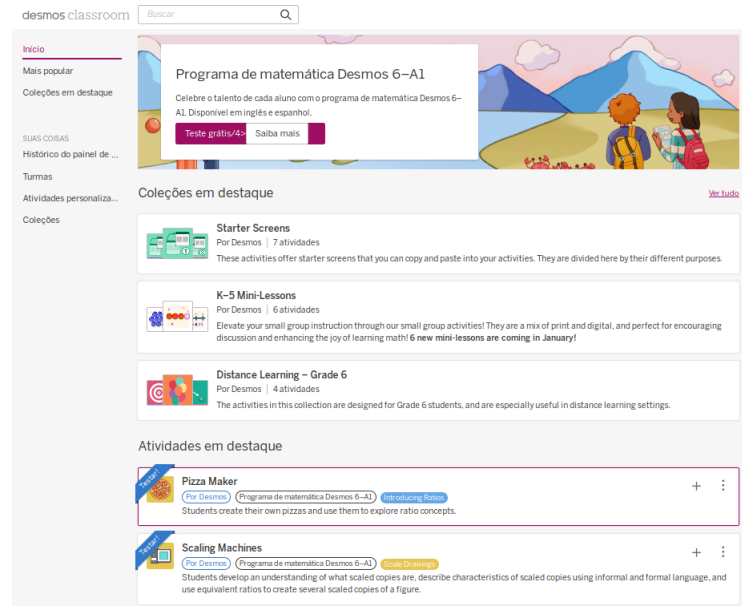 desmos classroom
Buscar
Início
Mais popular
Coleções em destaque
SUAS COISAS
Histórico do painel de ...
Turmas
Atividades personaliza...
Coleções
Programa de matemática Desmos 6–A1
Celebre o talento de cada aluno com o programa de matemática Desmos 6–
A1. Disponível em inglês e espanhol.
Teste grátis/4> Saiba mais
Coleções em destaque
Ver tudo
Starter Screens
Por Desmos | 7 atividades
These activities offer starter screens that you can copy and paste into your activities. They are divided here by their different purposes.
K–5 Mini-Lessons
Por Desmos | 6 atividades
Elevate your small group instruction through our small group activities! They are a mix of print and digital, and perfect for encouraging
discussion and enhancing the joy of learning math! 6 new mini-lessons are coming in January!
Distance Learning – Grade 6
Por Desmos | 4 atividades
The activities in this collection are designed for Grade 6 students, and are especially useful in distance learning settings.
Atividades em destaque
Testar!
Pizza Maker
Por Desmos Programa de matemática Desmos 6–A1 Introducing Ratios
Students create their own pizzas and use them to explore ratio concepts.
Testar!
Scaling Machines
Por Desmos Programa de matemática Desmos 6–A1 Scale Drawings
Students develop an understanding of what scaled copies are, describe characteristics of scaled copies using informal and formal language, and
use equivalent ratios to create several scaled copies of a figure.